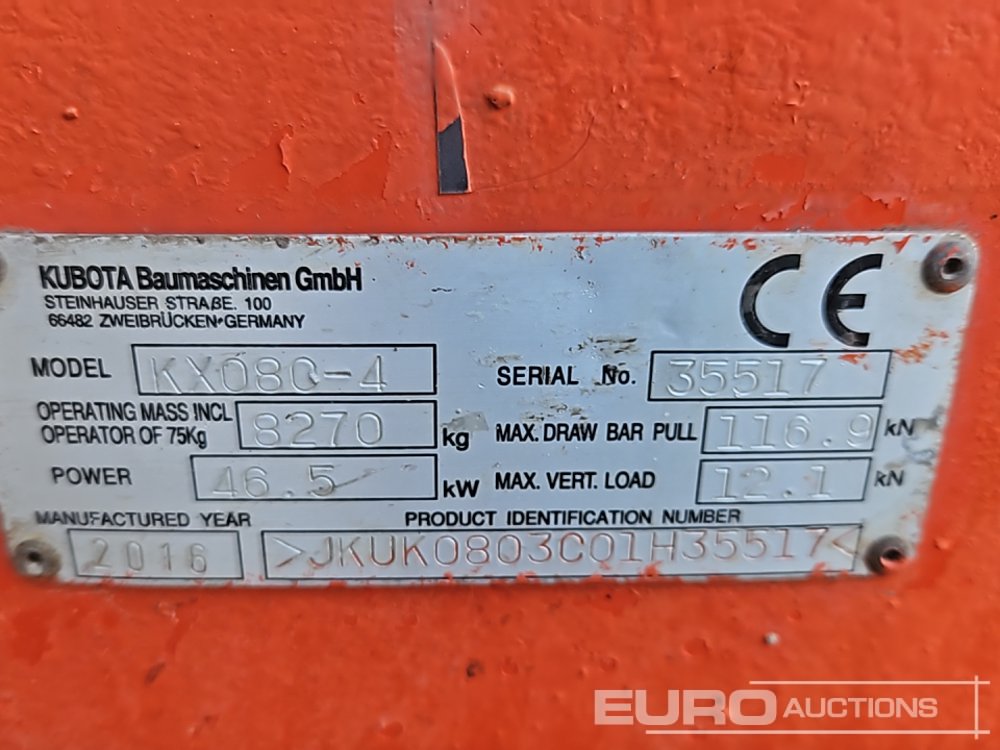 KUBOTA Baumaschinen GmbH
STEINHAUSER STRAßE. 100
66482 ZWEIBRÜCKEN•GERMANY
CE
MODEL KX080-4
SERIAL No. 35517
OPERATING MASS INCL
OPERATOR OF 75Kg 8270 kg
MAX. DRAW BAR PULL 116.9 kN
POWER 46.5 kW
MAX. VERT. LOAD 12.1 kN
MANUFACTURED YEAR
2016
PRODUCT IDENTIFICATION NUMBER
>JKUK0803C01H35517<
EURO AUCTIONS